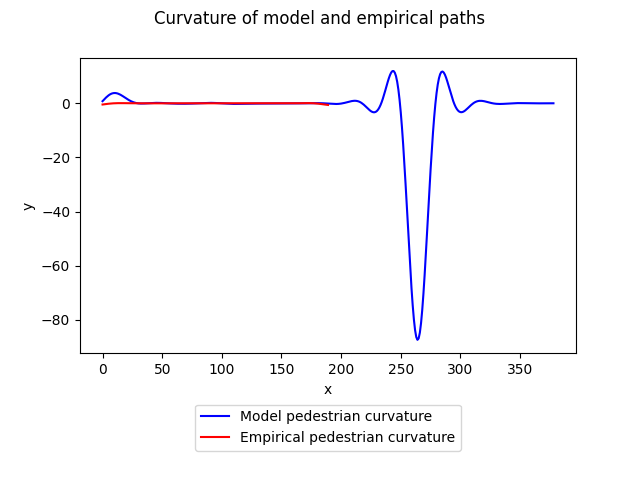 Curvature of model and empirical paths
0
−20
−40
−60
−80
y
0 50 100 150 200 250 300 350
x
Model pedestrian curvature
Empirical pedestrian curvature